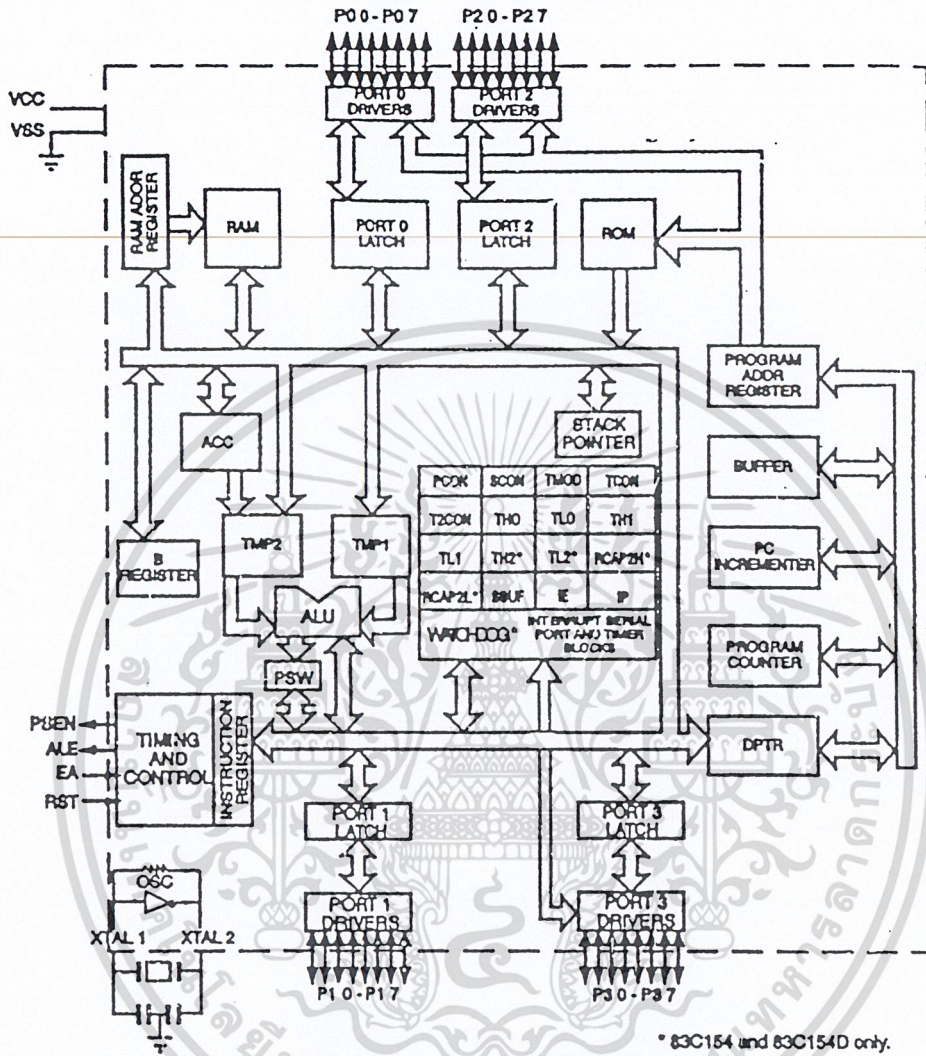 P00-P07
P20-P27
VCC
VSS
PORT 0
DRIVERS
PORT 2
DRIVERS
RAM ADDR
REGISTER
RAM
PORT 0
LATCH
PORT 2
LATCH
ROM
PROGRAM
ADDR
REGISTER
ACC
STACK
POINTER
BUFFER
PCON SCON TMOD TCON
T2CON TH0 TL0 TH1
TL1 TH2* TL2* RCAP2H*
RCAP2L* SBUF IE IP
WATCHDOG*
INTERRUPT SERIAL
PORT AND TIMER
BLOCKS
TMP2
TMP1
B
REGISTER
PC
INCREMENTER
ALU
PROGRAM
COUNTER
PSW
PSEN
ALE
EA
RST
TIMING
AND
CONTROL
INSTRUCTION
REGISTER
DPTR
PORT 1
LATCH
PORT 3
LATCH
OSC
XTAL 1
XTAL 2
PORT 1
DRIVERS
PORT 3
DRIVERS
P10-P17
P30-P37
* 83C154 and 83C154D only.